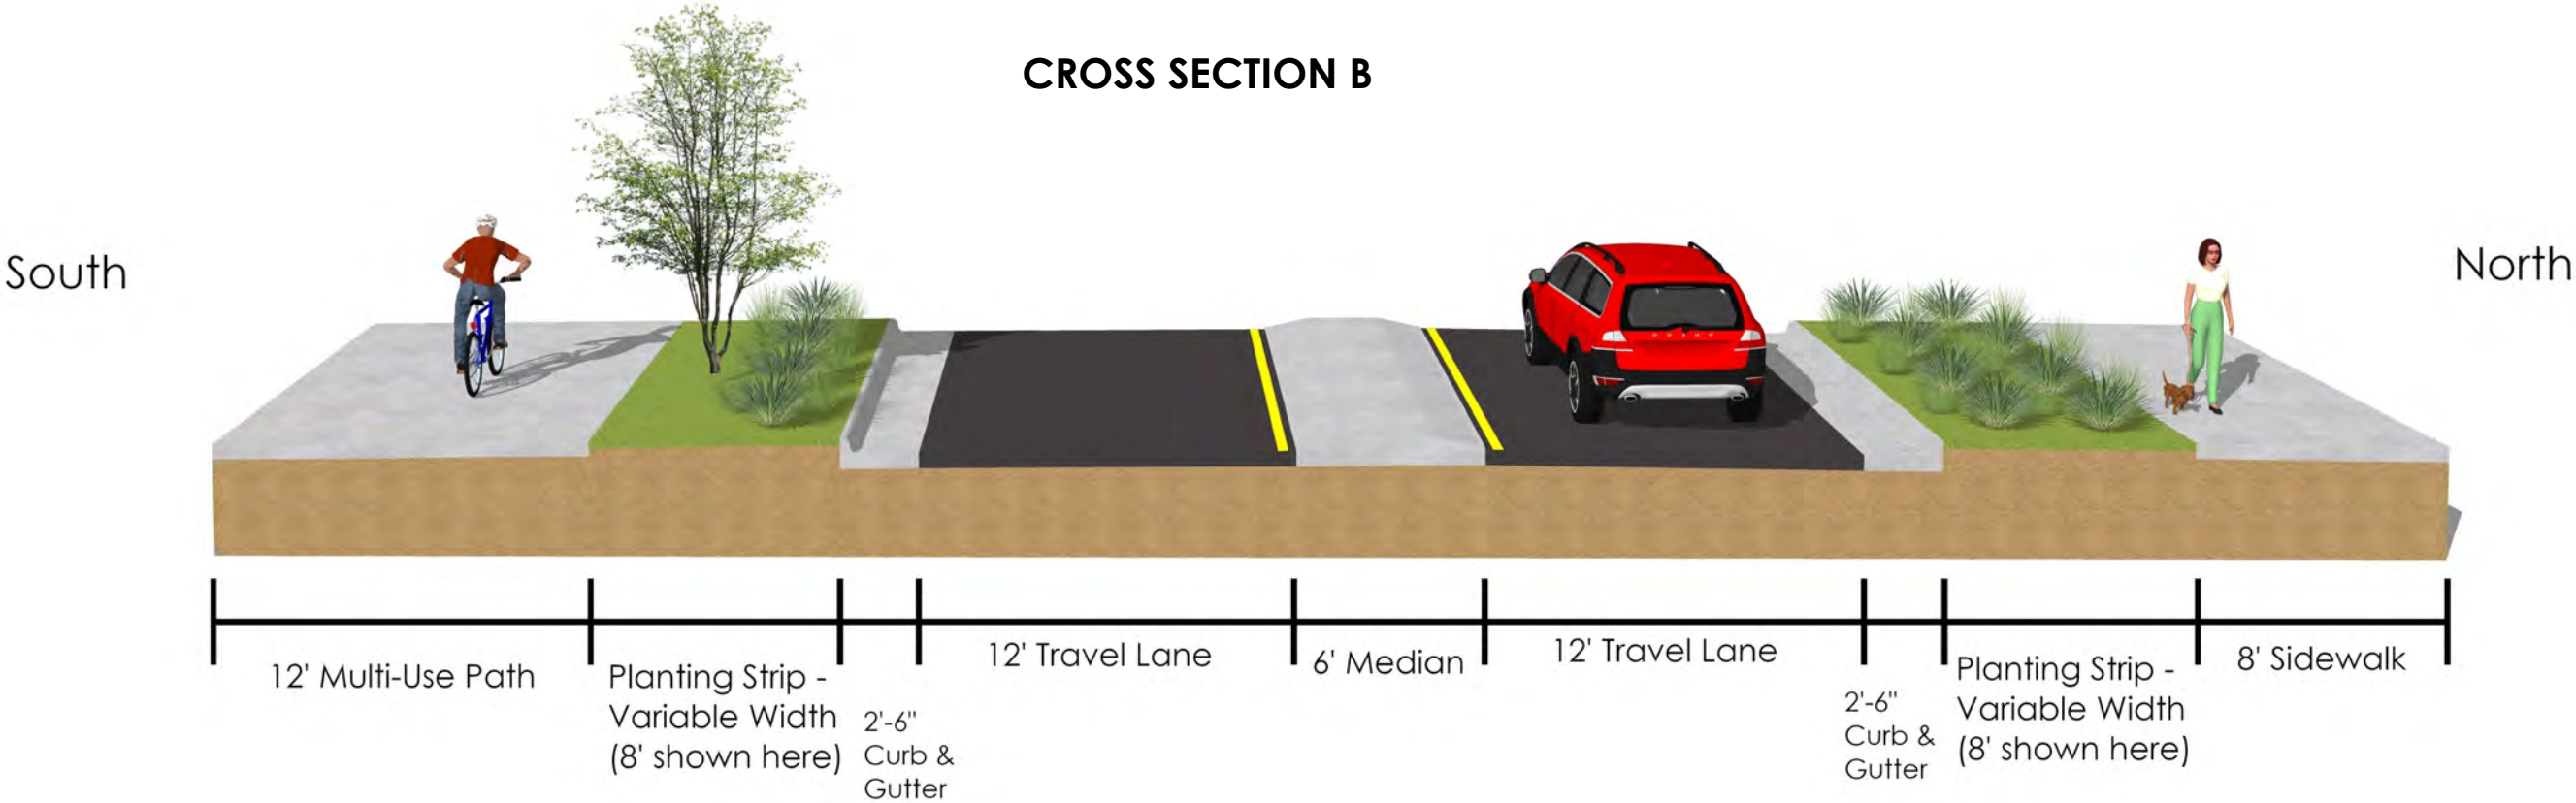 CROSS SECTION B
South
North
12' Multi-Use Path
Planting Strip -
Variable Width
(8' shown here)
2'-6"
Curb &
Gutter
12' Travel Lane
6' Median
12' Travel Lane
2'-6"
Curb &
Gutter
Planting Strip -
Variable Width
(8' shown here)
8' Sidewalk